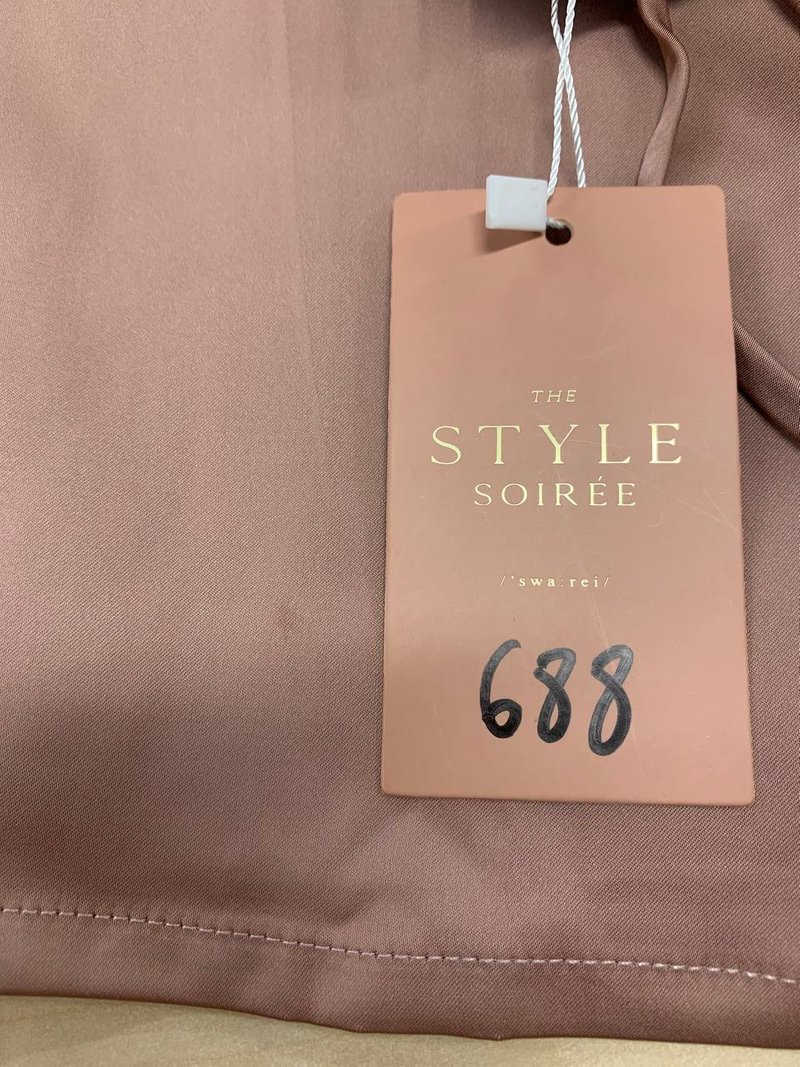 THE
STYLE
SOIRÉE
/'swa:rei/
688